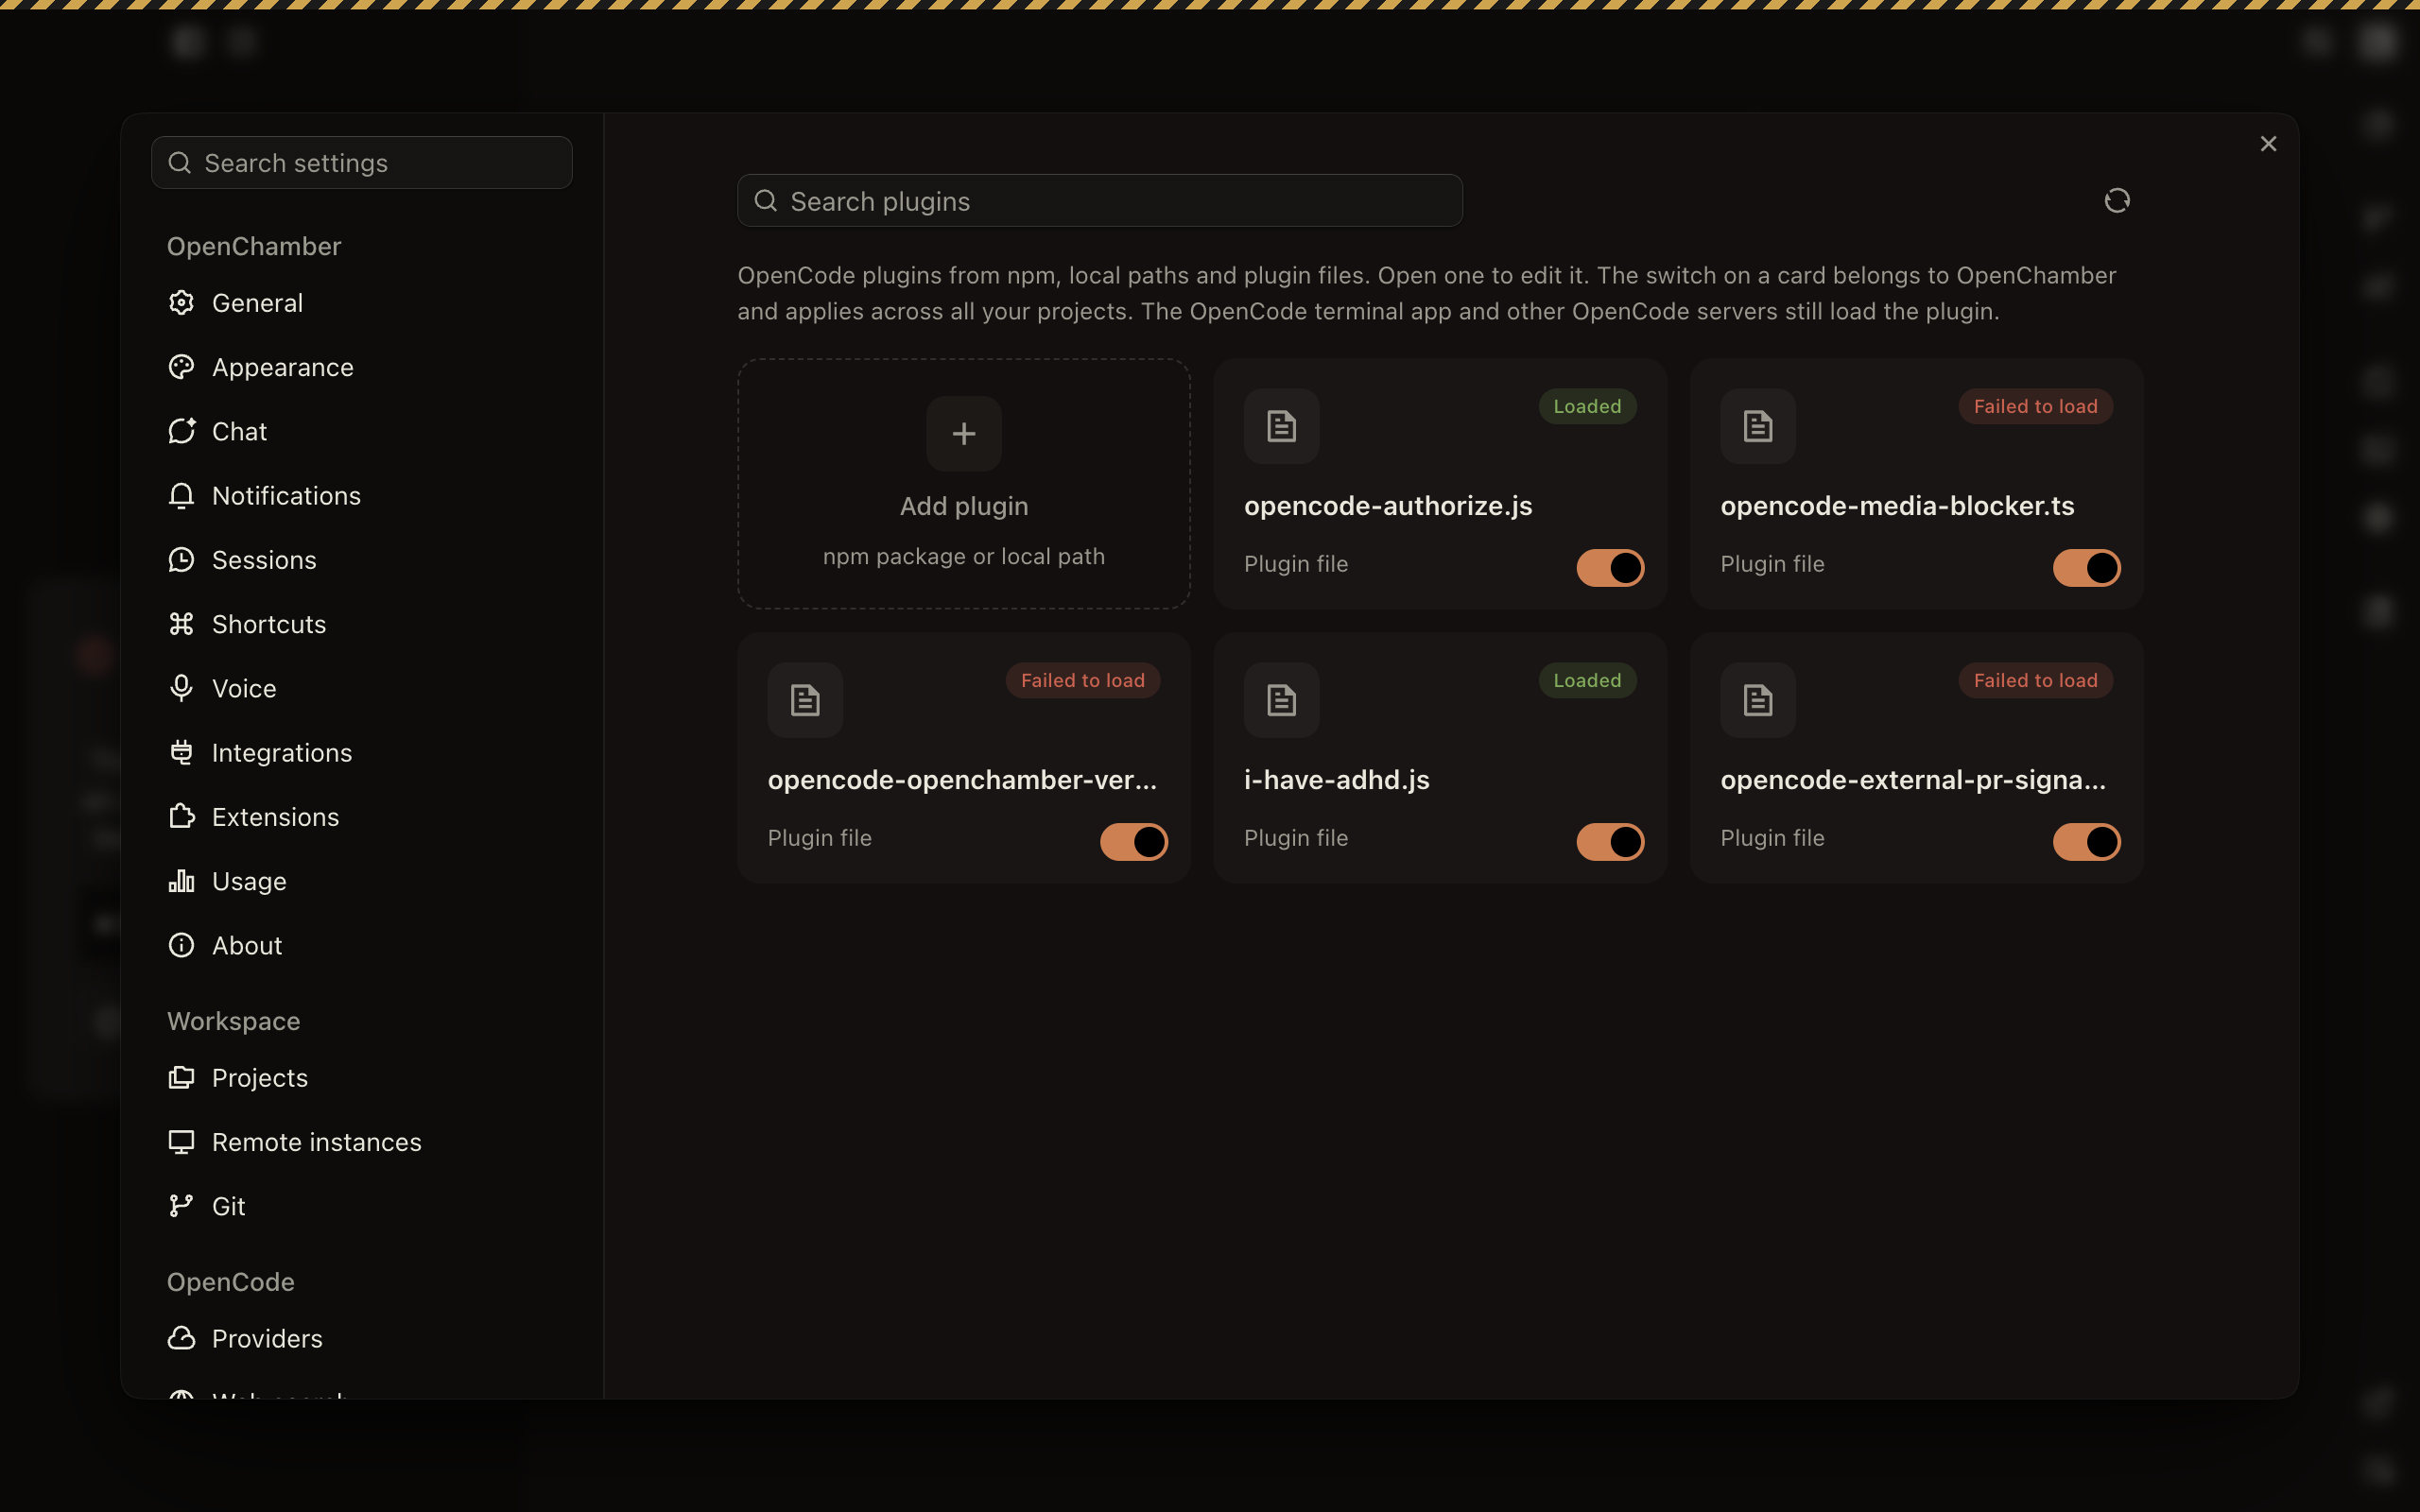 Search settings
OpenChamber
General
Appearance
Chat
Notifications
Sessions
Shortcuts
Voice
Integrations
Extensions
Usage
About
Workspace
Projects
Remote instances
Git
OpenCode
Providers
Web search
Search plugins
OpenCode plugins from npm, local paths and plugin files. Open one to edit it. The switch on a card belongs to OpenChamber
and applies across all your projects. The OpenCode terminal app and other OpenCode servers still load the plugin.
Add plugin
npm package or local path
Loaded
opencode-authorize.js
Plugin file
Failed to load
opencode-media-blocker.ts
Plugin file
Failed to load
opencode-openchamber-ver...
Plugin file
Loaded
i-have-adhd.js
Plugin file
Failed to load
opencode-external-pr-signa...
Plugin file